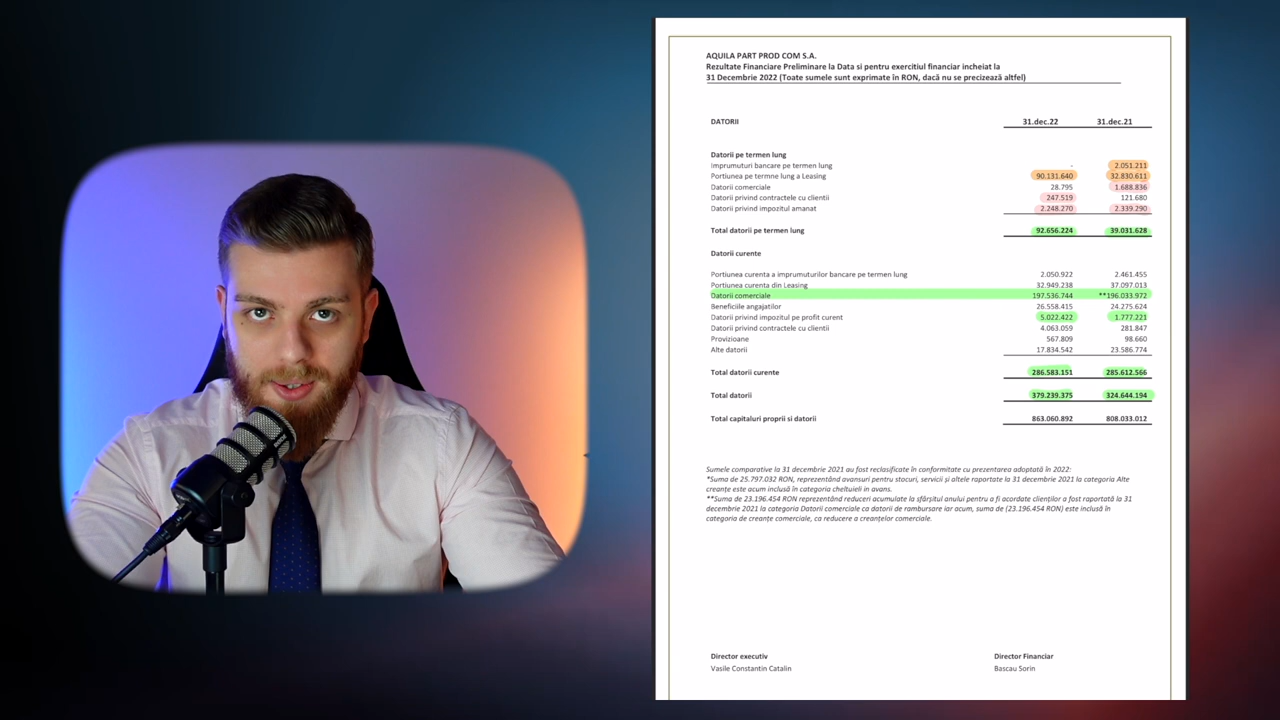 AQUILA PART PROD COM S.A.
Rezultate Financiare Preliminare la Data si pentru exercitiul financiar incheiat la
31 Decembrie 2022 (Toate sumele sunt exprimate în RON, dacă nu se precizează altfel)
DATORII 31.dec.22 31.dec.21
Datorii pe termen lung
Imprumuturi bancare pe termen lung - 2.051.211
Portiunea pe termne lung a Leasing 90.131.640 32.830.611
Datorii comerciale 28.795 1.688.836
Datorii privind contractele cu clientii 247.519 121.680
Datorii privind impozitul amanat 2.248.270 2.339.290
Total datorii pe termen lung 92.656.224 39.031.628
Datorii curente
Portiunea curenta a imprumuturilor bancare pe termen lung 2.050.922 2.461.455
Portiunea curenta din Leasing 32.949.238 37.097.013
Datorii comerciale 197.536.744 **196.033.972
Beneficiile angajatilor 26.558.415 24.275.624
Datorii privind impozitul pe profit curent 5.022.422 1.777.221
Datorii privind contractele cu clientii 4.063.059 281.847
Provizioane 567.809 98.660
Alte datorii 17.834.542 23.586.774
Total datorii curente 286.583.151 285.612.566
Total datorii 379.239.375 324.644.194
Total capitaluri proprii si datorii 863.060.892 808.033.012
Sumele comparative la 31 decembrie 2021 au fost reclasificate în conformitate cu prezentarea adoptată în 2022:
*Suma de 25.797.032 RON, reprezentând avansuri pentru stocuri, servicii și altele raportate la 31 decembrie 2021 la categoria Alte
creanțe este acum inclusă în categoria cheltuieli in avans.
**Suma de 23.196.454 RON reprezentând reduceri acumulate la sfârșitul anului pentru a fi acordate clienților a fost raportată la 31
decembrie 2021 la categoria Datorii comerciale ca datorii de rambursare iar acum, suma de (23.196.454 RON) este inclusă în
categoria de creanțe comerciale, ca reducere a creanțelor comerciale.
Director executiv Director Financiar
Vasile Constantin Catalin Bascau Sorin